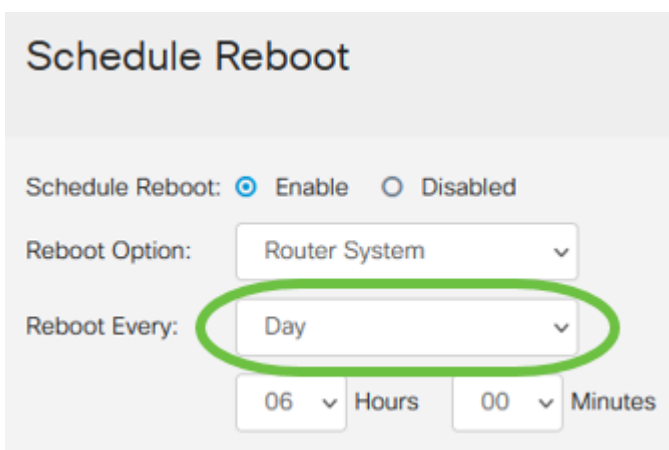 Schedule Reboot
Schedule Reboot: Enable Disabled
Reboot Option: Router System
Reboot Every: Day
06 Hours 00 Minutes